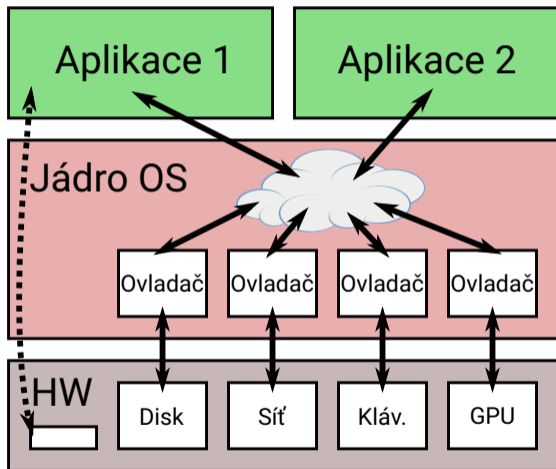 Aplikace 1
Aplikace 2
Jádro OS
Ovladač
Ovladač
Ovladač
Ovladač
HW
Disk
Síť
Kláv.
GPU